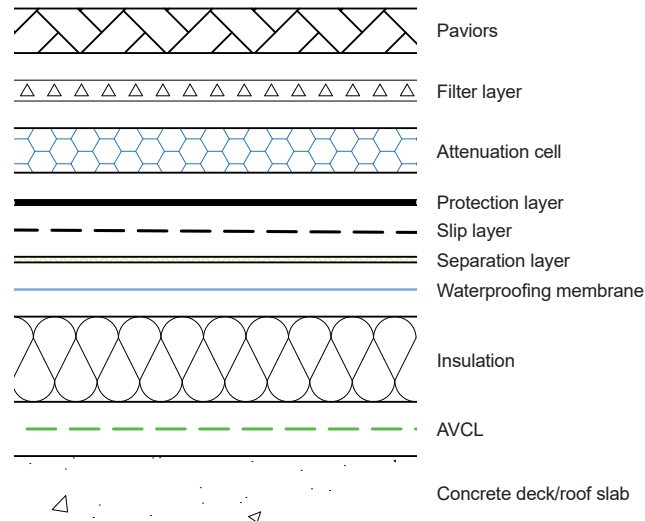 Paviors
Filter layer
Attenuation cell
Protection layer
Slip layer
Separation layer
Waterproofing membrane
Insulation
AVCL
Concrete deck/roof slab